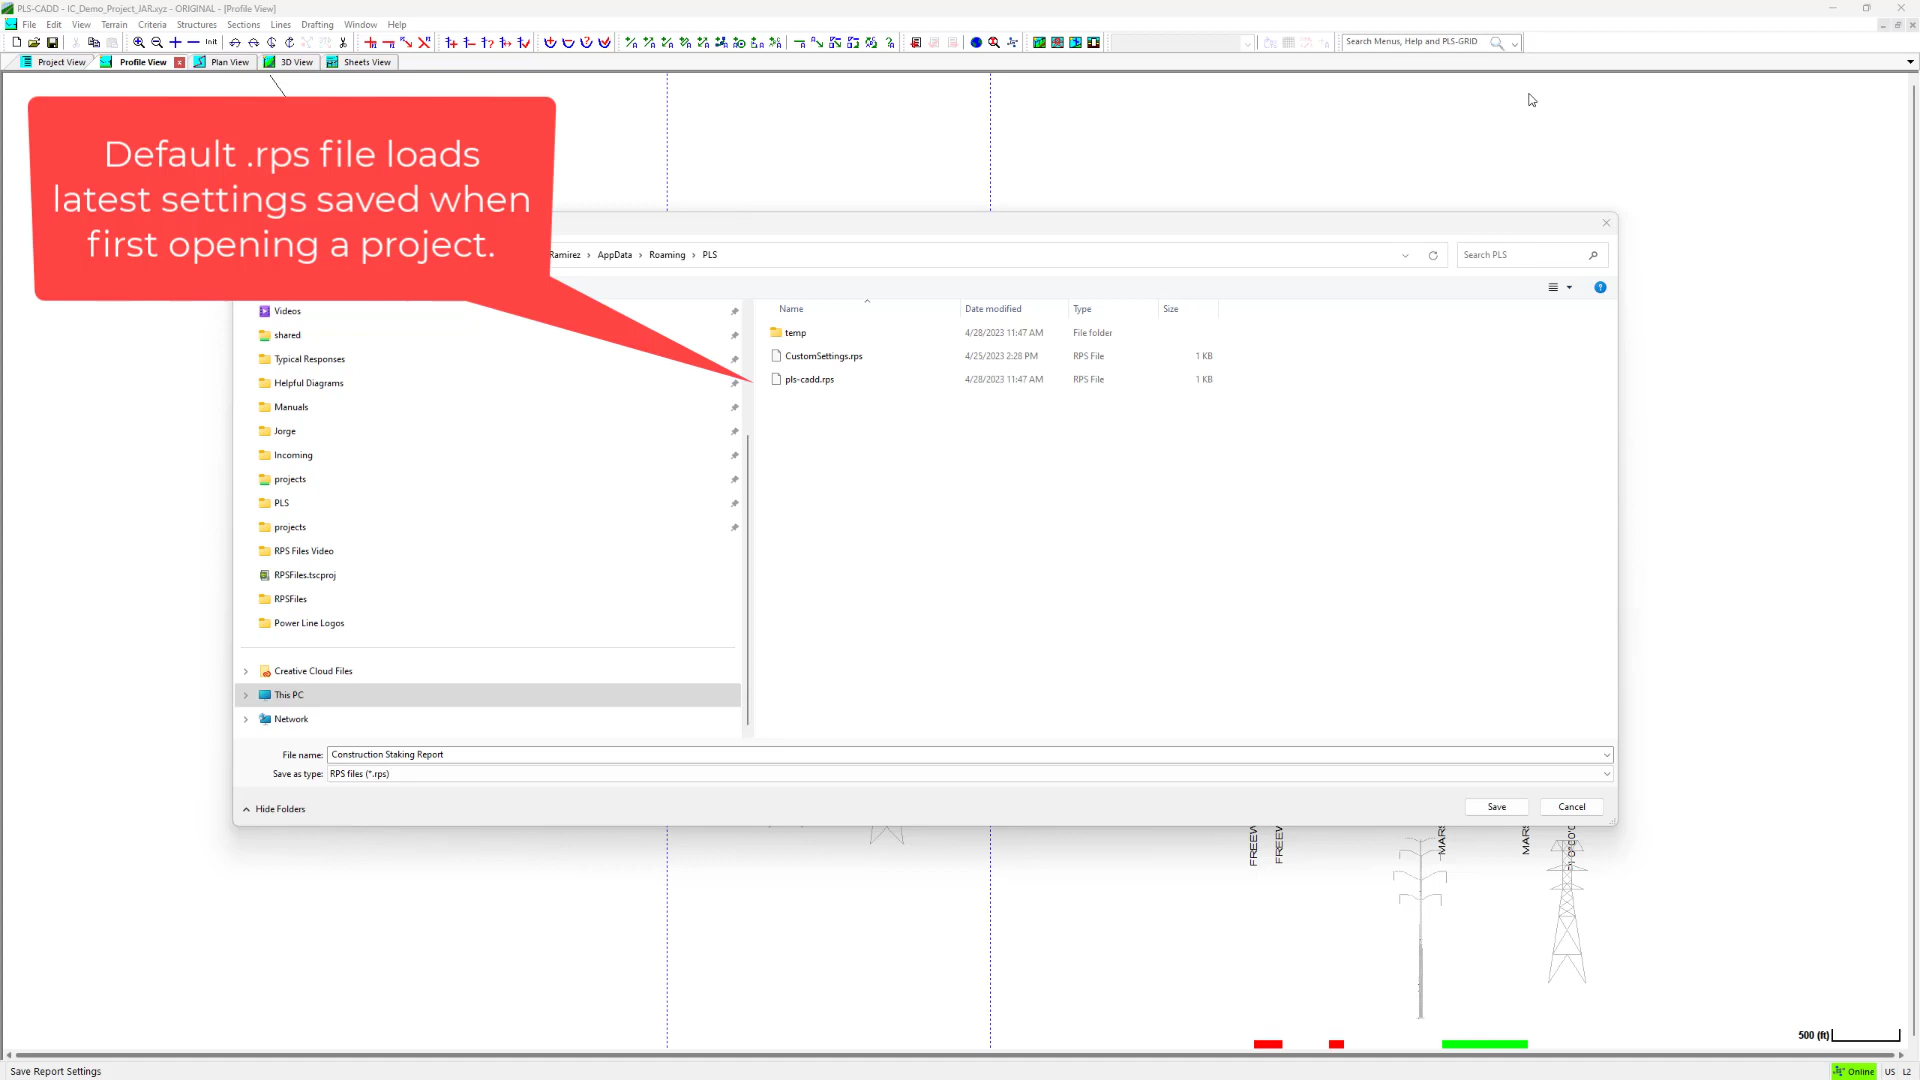 PLS-CADD - IC_Demo_Project_JAR.xyz - ORIGINAL - [Profile View]
File Edit View Terrain Criteria Structures Sections Lines Drafting Window Help
Init
Search Menus, Help and PLS-GRID
Project View Profile View Plan View 3D View Sheets View
Default .rps file loads
latest settings saved when
first opening a project.
Ramirez > AppData > Roaming > PLS
Search PLS
Name Date modified Type Size
Videos
shared
Typical Responses
Helpful Diagrams
Manuals
Jorge
Incoming
projects
PLS
projects
RPS Files Video
RPSFiles.tscproj
RPSFiles
Power Line Logos
Creative Cloud Files
This PC
Network
temp 4/28/2023 11:47 AM File folder
CustomSettings.rps 4/25/2023 2:28 PM RPS File 1 KB
pls-cadd.rps 4/28/2023 11:47 AM RPS File 1 KB
File name: Construction Staking Report
Save as type: RPS files (*.rps)
Hide Folders
Save Cancel
FREEW
FREEW
MARS
MARS
500 (ft)
Save Report Settings
Online US L2